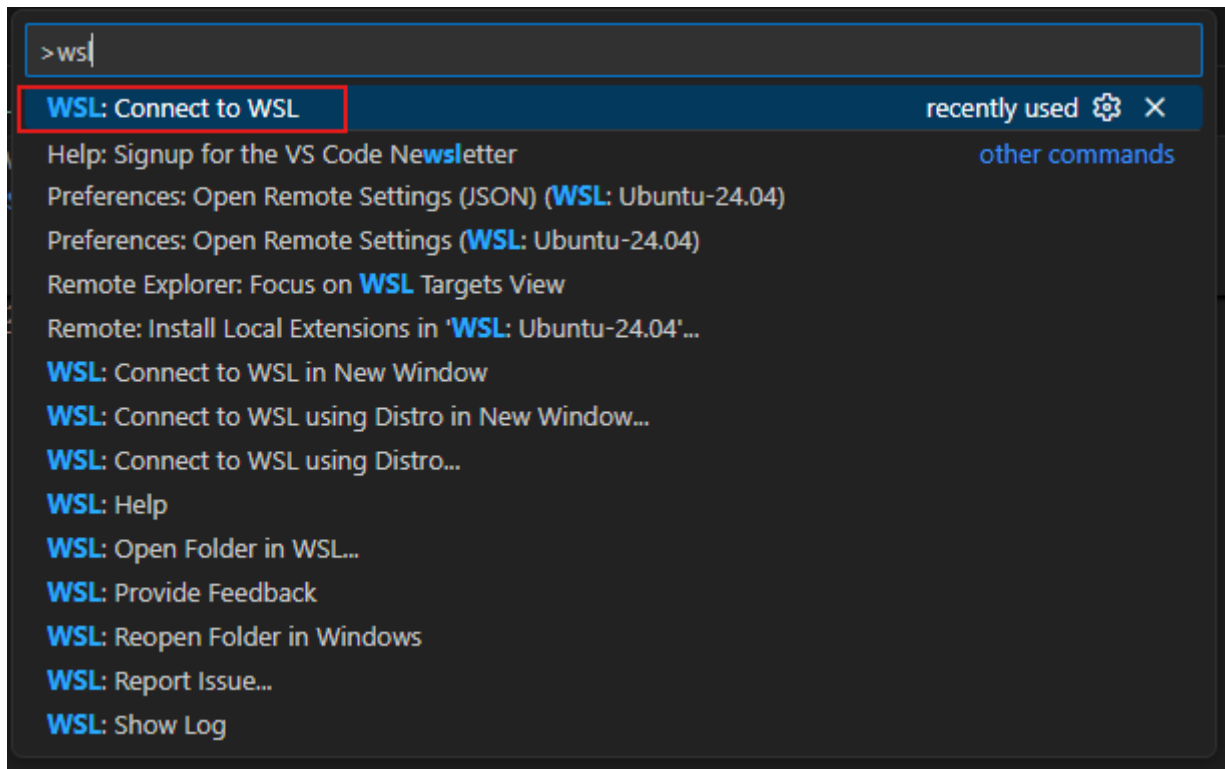 >wsl
WSL: Connect to WSL recently used
Help: Signup for the VS Code Newsletter other commands
Preferences: Open Remote Settings (JSON) (WSL: Ubuntu-24.04)
Preferences: Open Remote Settings (WSL: Ubuntu-24.04)
Remote Explorer: Focus on WSL Targets View
Remote: Install Local Extensions in 'WSL: Ubuntu-24.04'...
WSL: Connect to WSL in New Window
WSL: Connect to WSL using Distro in New Window...
WSL: Connect to WSL using Distro...
WSL: Help
WSL: Open Folder in WSL...
WSL: Provide Feedback
WSL: Reopen Folder in Windows
WSL: Report Issue...
WSL: Show Log